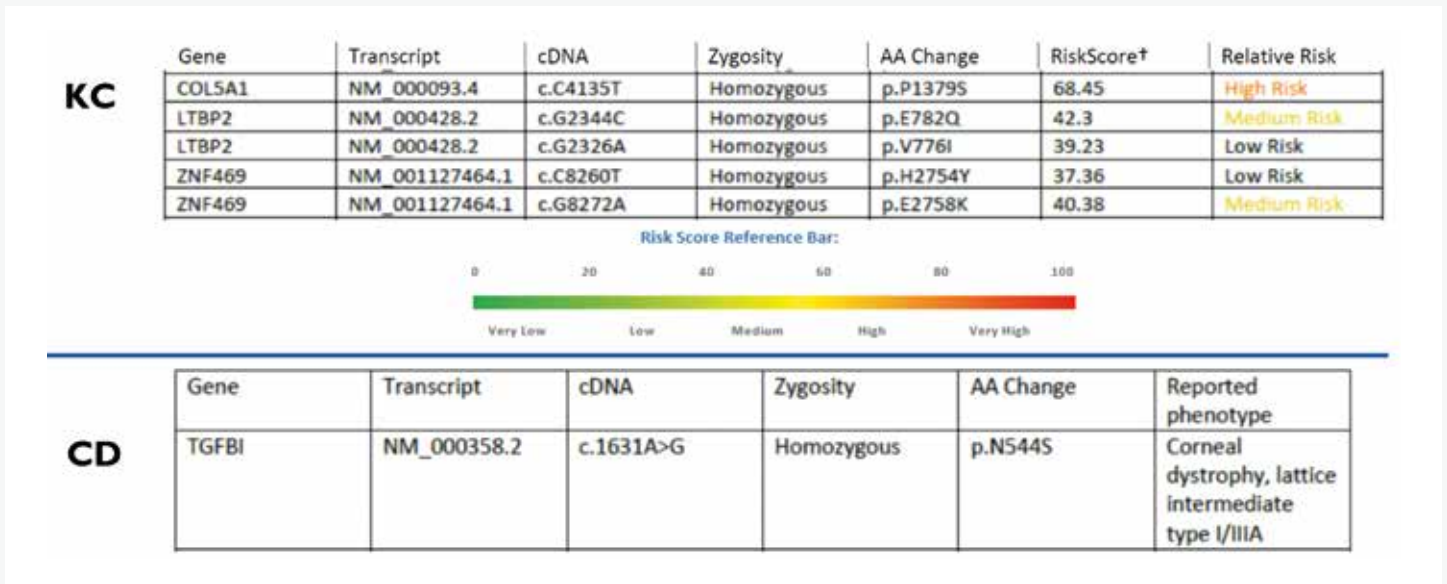 Gene Transcript cDNA Zygosity AA Change RiskScore† Relative Risk
KC
COL5A1 NM_000093.4 c.C4135T Homozygous p.P1379S 68.45 High Risk
LTBP2 NM_000428.2 c.G2344C Homozygous p.E782Q 42.3 Medium Risk
LTBP2 NM_000428.2 c.G2326A Homozygous p.V776I 39.23 Low Risk
ZNF469 NM_001127464.1 c.C8260T Homozygous p.H2754Y 37.36 Low Risk
ZNF469 NM_001127464.1 c.G8272A Homozygous p.E2758K 40.38 Medium Risk
Risk Score Reference Bar:
0 20 40 60 80 100
Very Low Low Medium High Very High
Gene Transcript cDNA Zygosity AA Change Reported
phenotype
CD
TGFBI NM_000358.2 c.1631A>G Homozygous p.N544S Corneal
dystrophy, lattice
intermediate
type I/IIIA